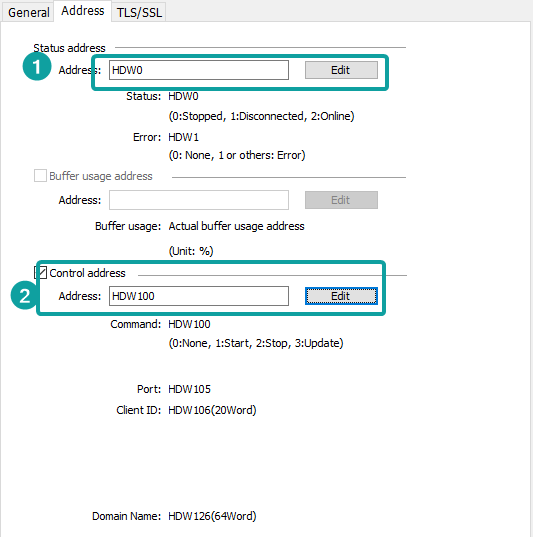 General Address TLS/SSL
Status address
1 Address: HDW0 Edit
Status: HDW0
(0:Stopped, 1:Disconnected, 2:Online)
Error: HDW1
(0: None, 1 or others: Error)
Buffer usage address
Address: Edit
Buffer usage: Actual buffer usage address
(Unit: %)
Control address
2 Address: HDW100 Edit
Command: HDW100
(0:None, 1:Start, 2:Stop, 3:Update)
Port: HDW105
Client ID: HDW106(20Word)
Domain Name: HDW126(64Word)